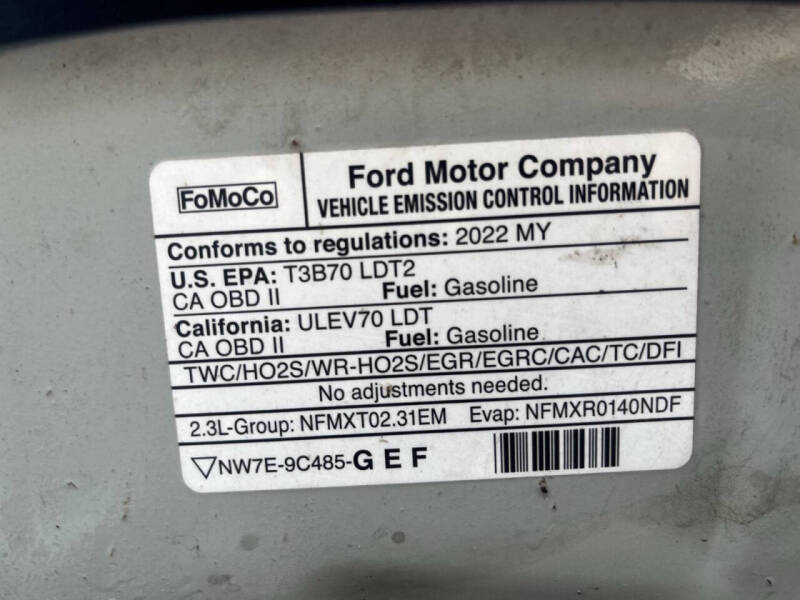 FoMoCo
Ford Motor Company
VEHICLE EMISSION CONTROL INFORMATION
Conforms to regulations: 2022 MY
U.S. EPA: T3B70 LDT2
CA OBD II Fuel: Gasoline
California: ULEV70 LDT
CA OBD II Fuel: Gasoline
TWC/HO2S/WR-HO2S/EGR/EGRC/CAC/TC/DFI
No adjustments needed.
2.3L-Group: NFMXT02.31EM Evap: NFMXR0140NDF
▽NW7E-9C485-G E F